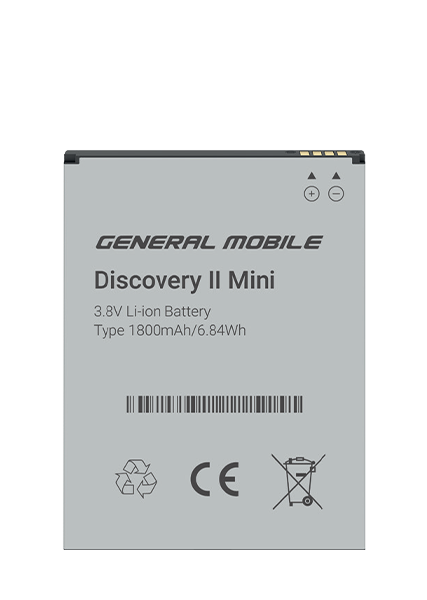 GENERAL MOBILE
Discovery II Mini
3.8V Li-ion Battery
Type 1800mAh/6.84Wh
CE